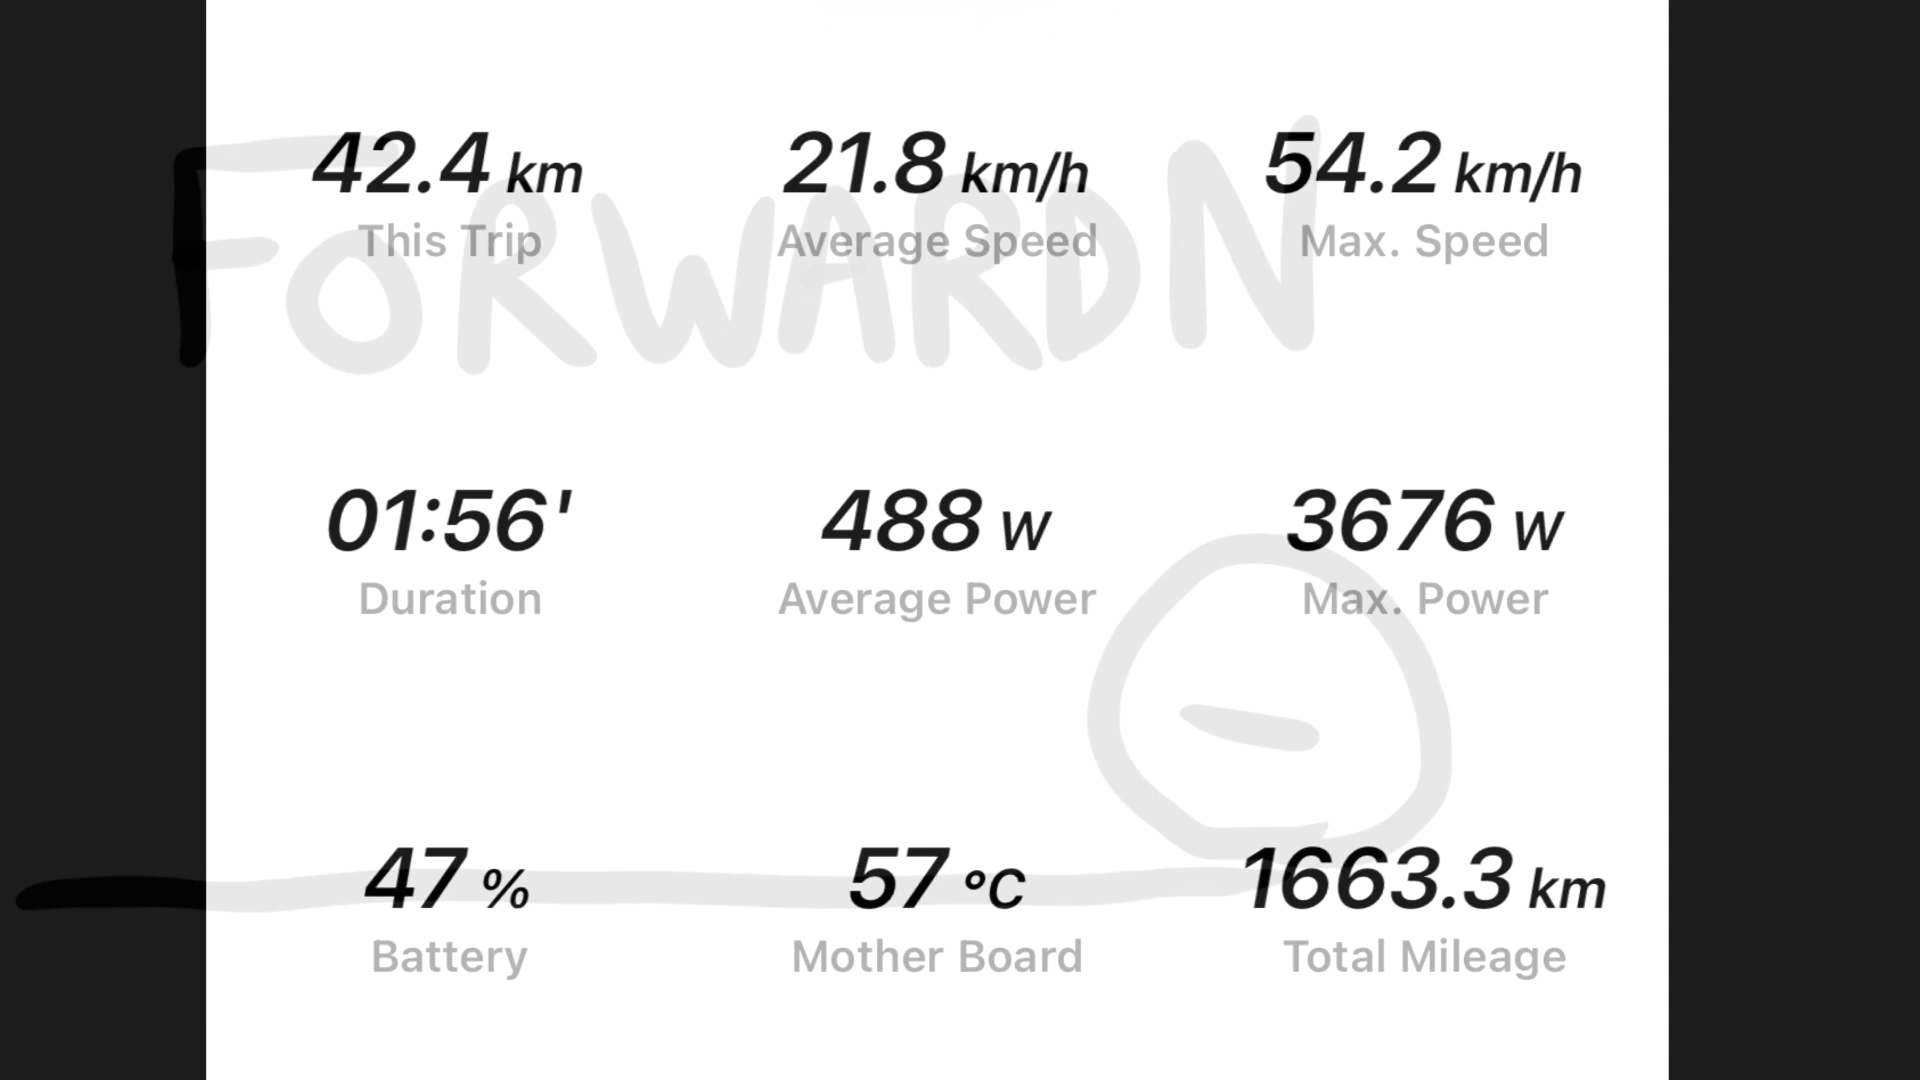 42.4 km 21.8 km/h 54.2 km/h
This Trip Average Speed Max. Speed
FORWARDN
01:56' 488 W 3676 W
Duration Average Power Max. Power
47 % 57 °C 1663.3 km
Battery Mother Board Total Mileage